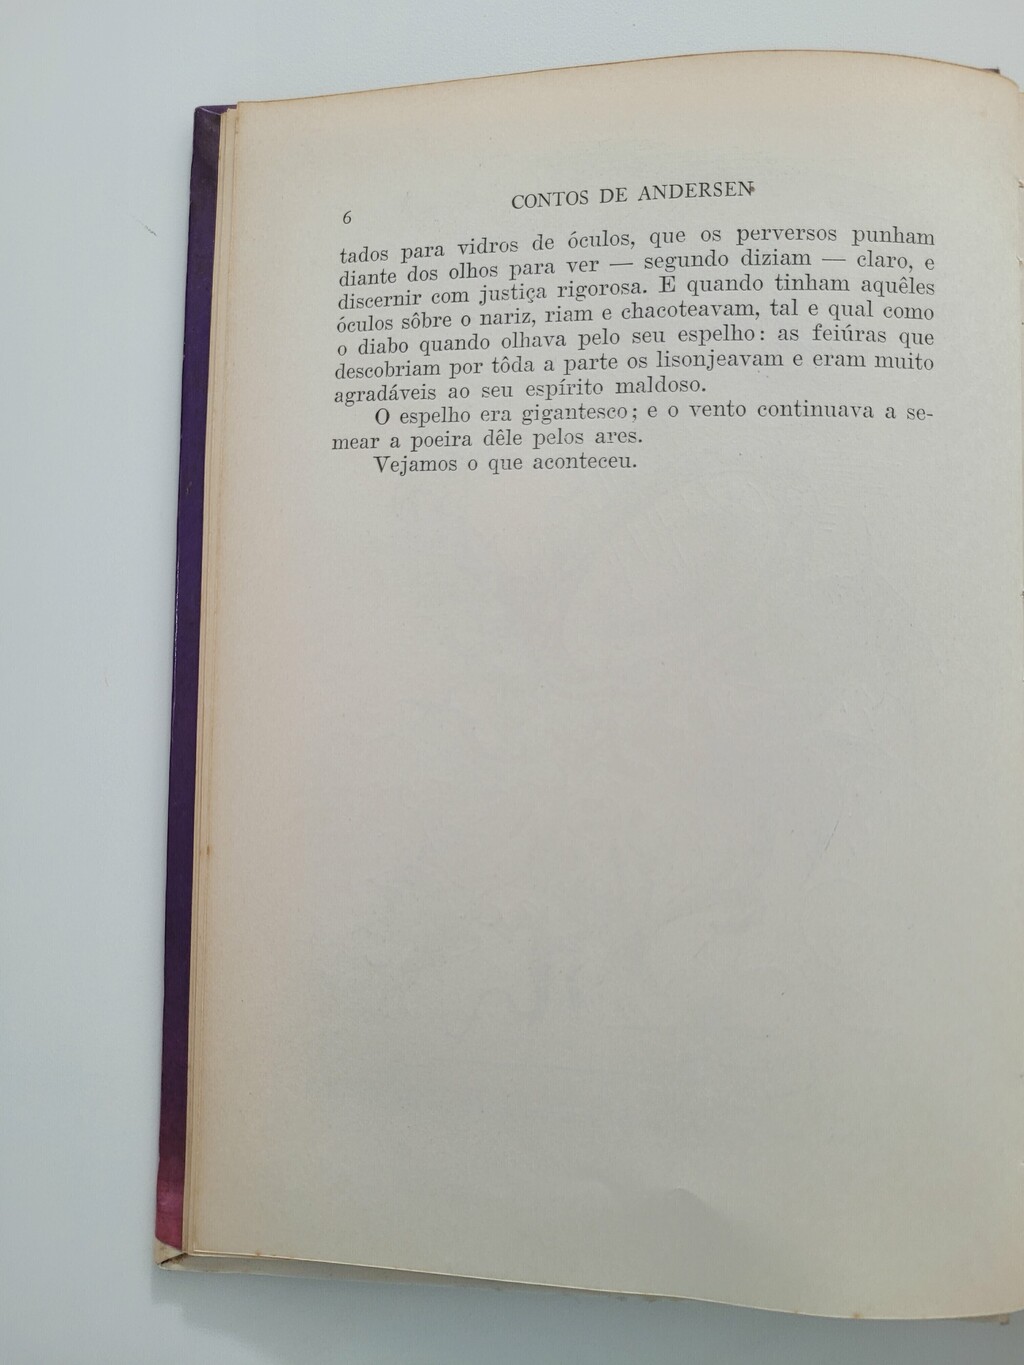 6
CONTOS DE ANDERSEN
tados para vidros de óculos, que os perversos punham
diante dos olhos para ver — segundo diziam — claro, e
discernir com justiça rigorosa. E quando tinham aquêles
óculos sôbre o nariz, riam e chacoteavam, tal e qual como
o diabo quando olhava pelo seu espelho: as feiúras que
descobriam por tôda a parte os lisonjeavam e eram muito
agradáveis ao seu espírito maldoso.
O espelho era gigantesco; e o vento continuava a se-
mear a poeira dêle pelos ares.
Vejamos o que aconteceu.